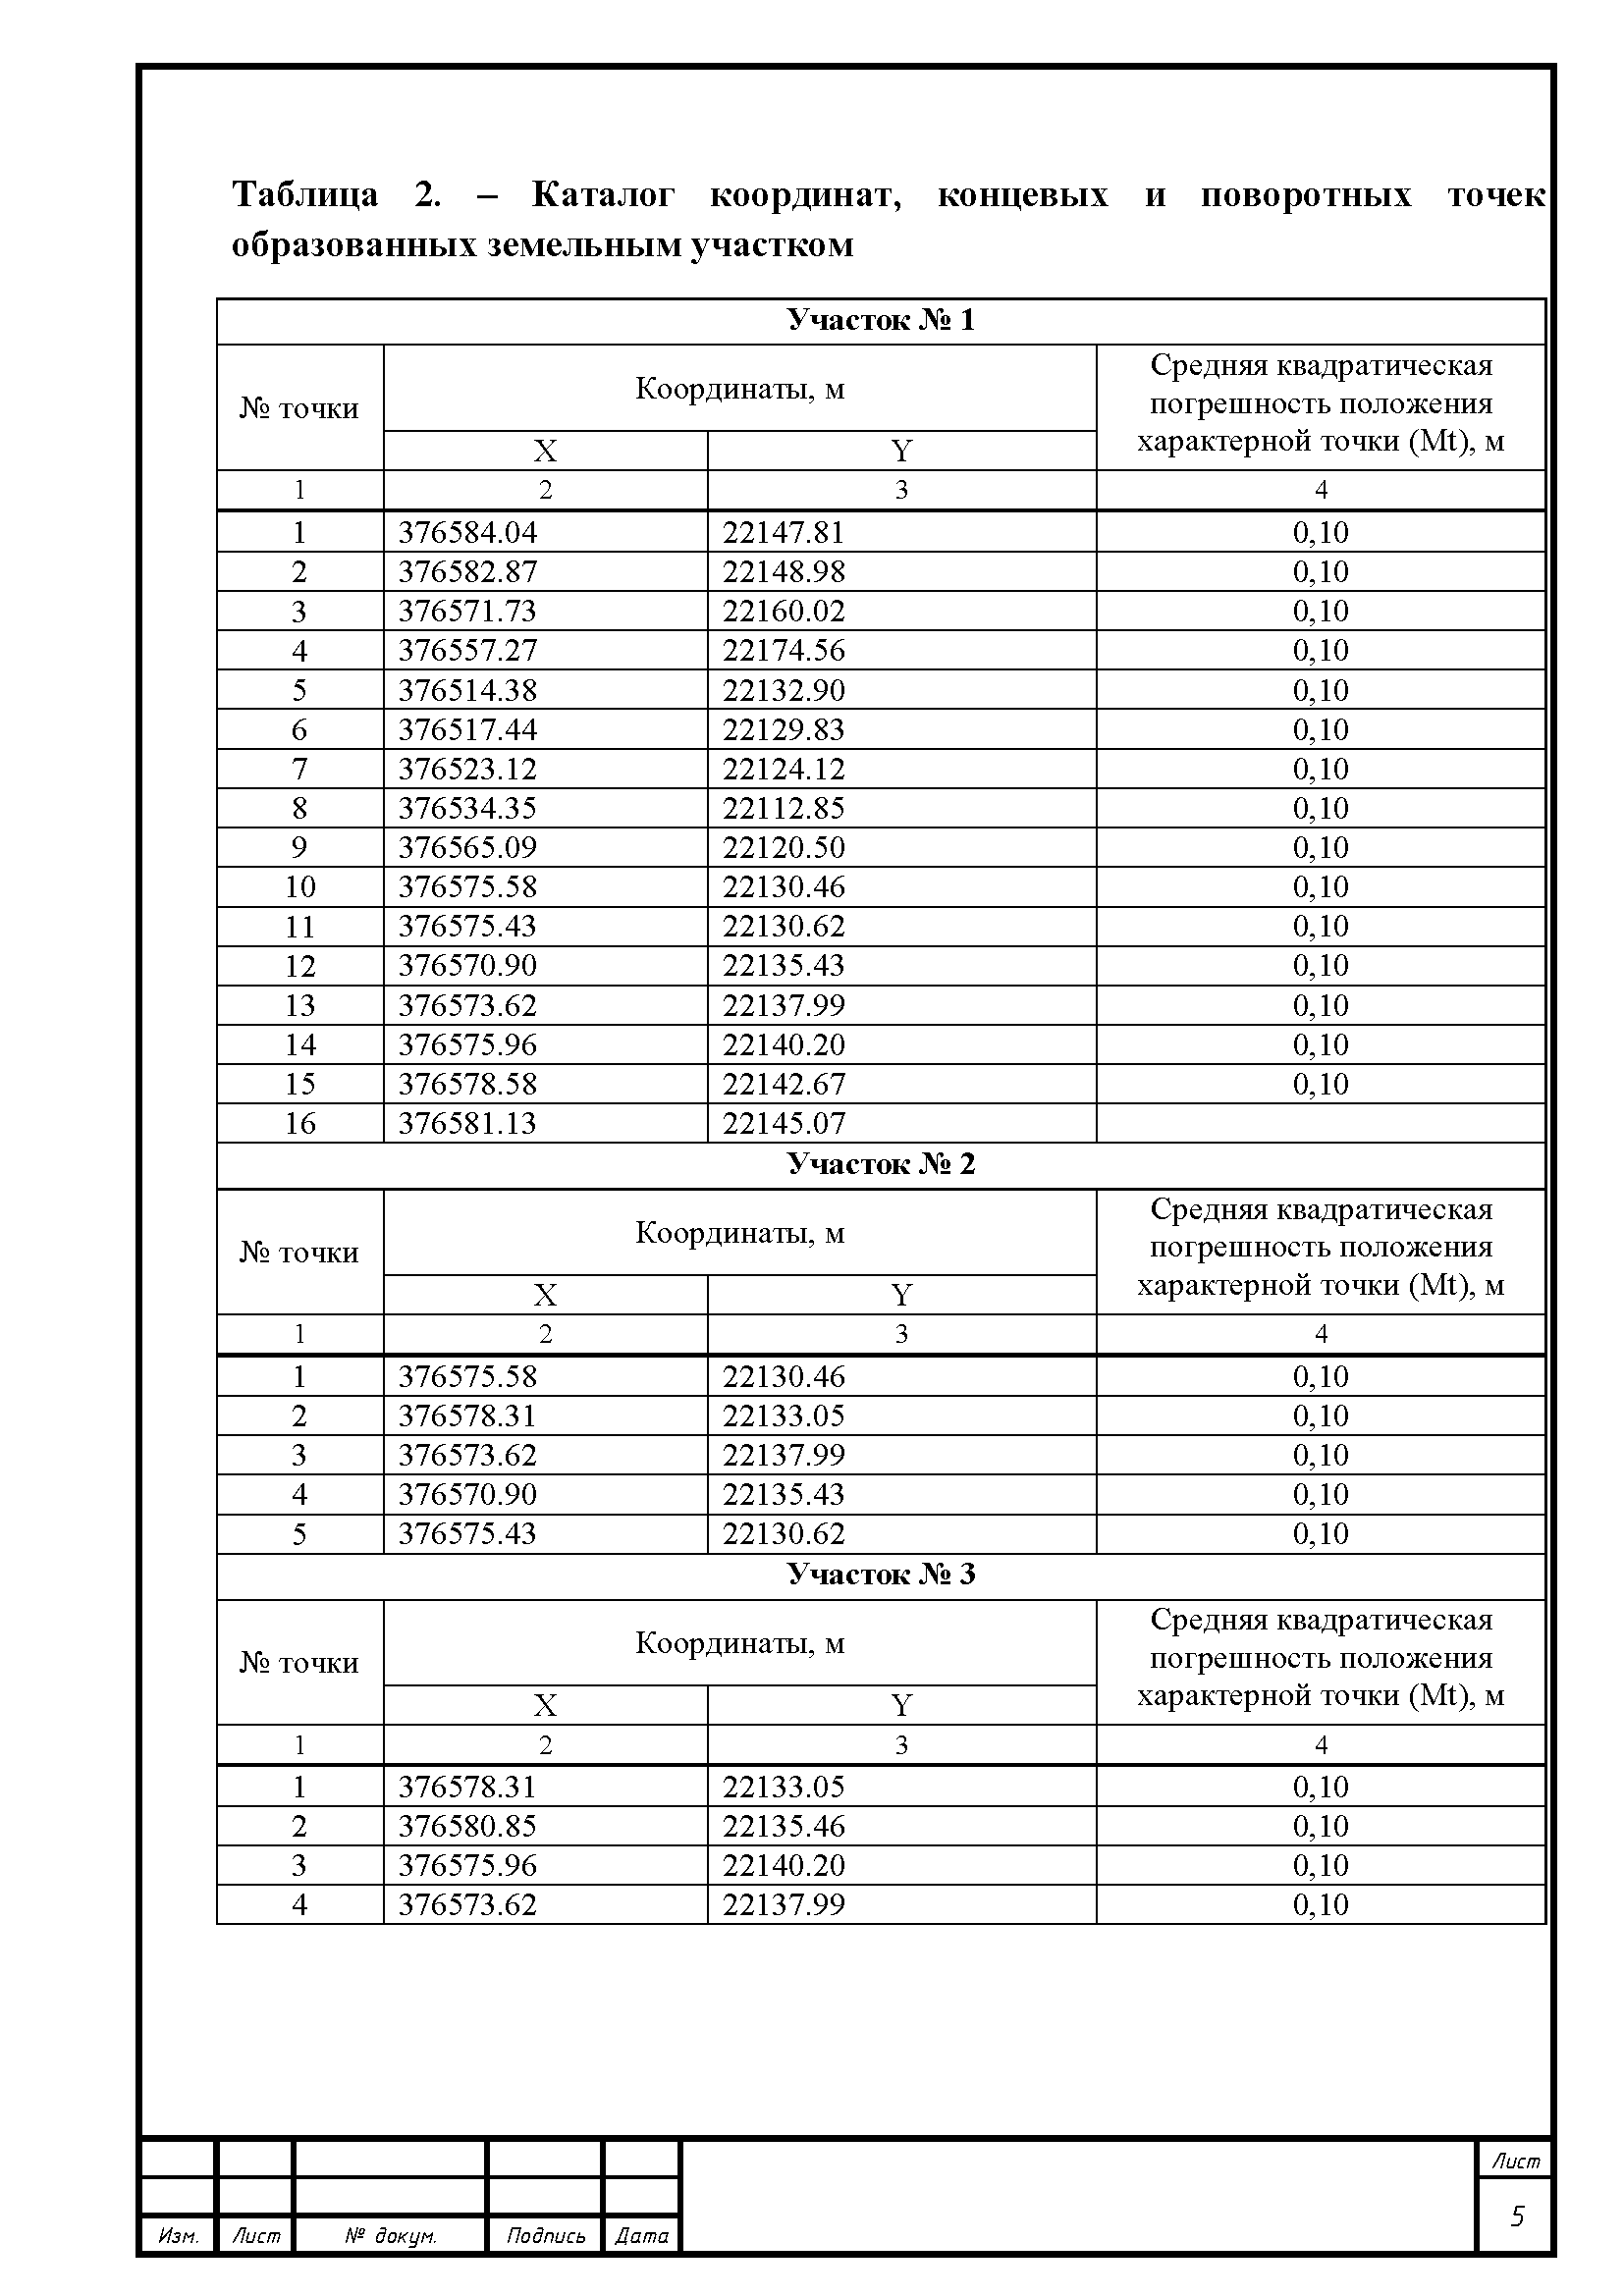 Таблица 2. – Каталог координат, концевых и поворотных точек
образованных земельным участком
Участок № 1
№ точки
Координаты, м
Средняя квадратическая
погрешность положения
характерной точки (Mt), м
X Y
1 2 3 4
1 376584.04 22147.81 0,10
2 376582.87 22148.98 0,10
3 376571.73 22160.02 0,10
4 376557.27 22174.56 0,10
5 376514.38 22132.90 0,10
6 376517.44 22129.83 0,10
7 376523.12 22124.12 0,10
8 376534.35 22112.85 0,10
9 376565.09 22120.50 0,10
10 376575.58 22130.46 0,10
11 376575.43 22130.62 0,10
12 376570.90 22135.43 0,10
13 376573.62 22137.99 0,10
14 376575.96 22140.20 0,10
15 376578.58 22142.67 0,10
16 376581.13 22145.07
Участок № 2
№ точки
Координаты, м
Средняя квадратическая
погрешность положения
характерной точки (Mt), м
X Y
1 2 3 4
1 376575.58 22130.46 0,10
2 376578.31 22133.05 0,10
3 376573.62 22137.99 0,10
4 376570.90 22135.43 0,10
5 376575.43 22130.62 0,10
Участок № 3
№ точки
Координаты, м
Средняя квадратическая
погрешность положения
характерной точки (Mt), м
X Y
1 2 3 4
1 376578.31 22133.05 0,10
2 376580.85 22135.46 0,10
3 376575.96 22140.20 0,10
4 376573.62 22137.99 0,10
Лист
5
Изм. Лист № докум. Подпись Дата